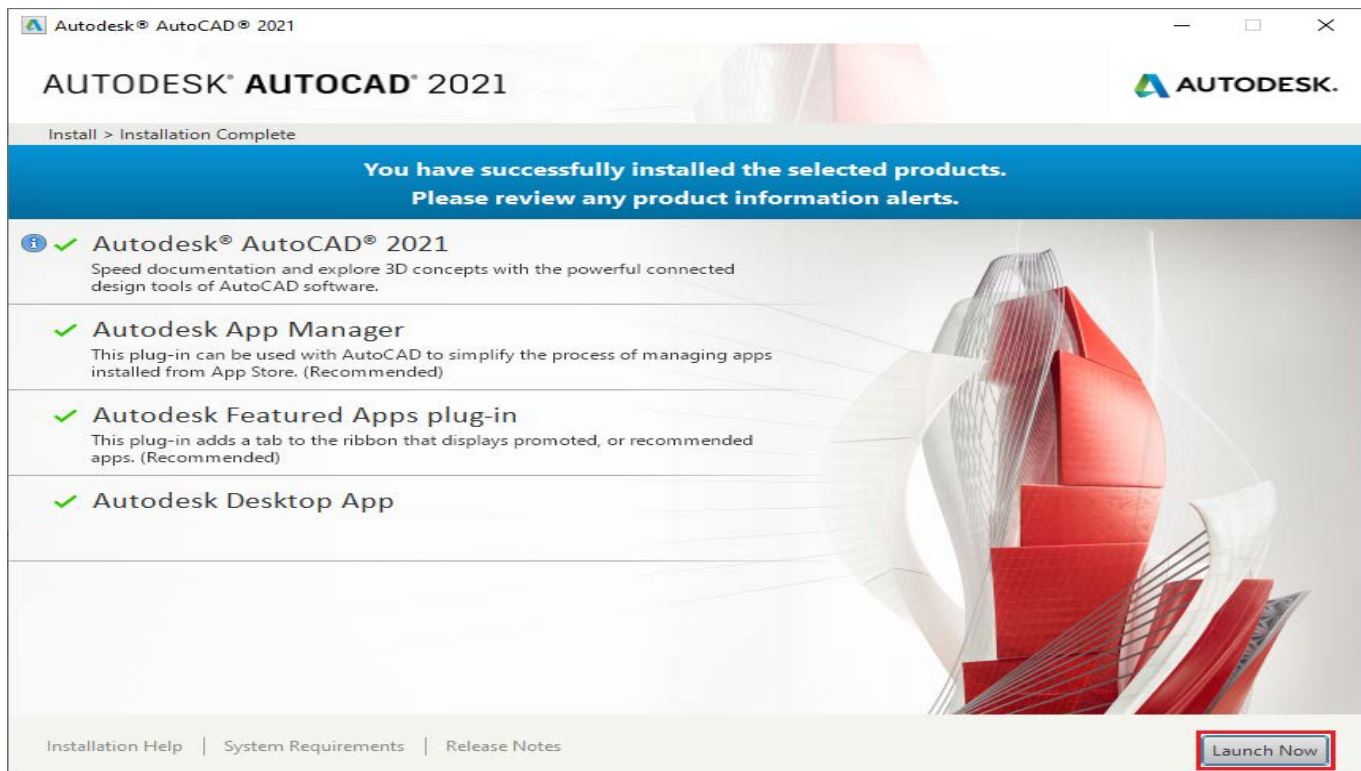 Autodesk® AutoCAD® 2021
AUTODESK® AUTOCAD® 2021
AUTODESK.
Install > Installation Complete
You have successfully installed the selected products.
Please review any product information alerts.
Autodesk® AutoCAD® 2021
Speed documentation and explore 3D concepts with the powerful connected
design tools of AutoCAD software.
Autodesk App Manager
This plug-in can be used with AutoCAD to simplify the process of managing apps
installed from App Store. (Recommended)
Autodesk Featured Apps plug-in
This plug-in adds a tab to the ribbon that displays promoted, or recommended
apps. (Recommended)
Autodesk Desktop App
Installation Help | System Requirements | Release Notes
Launch Now